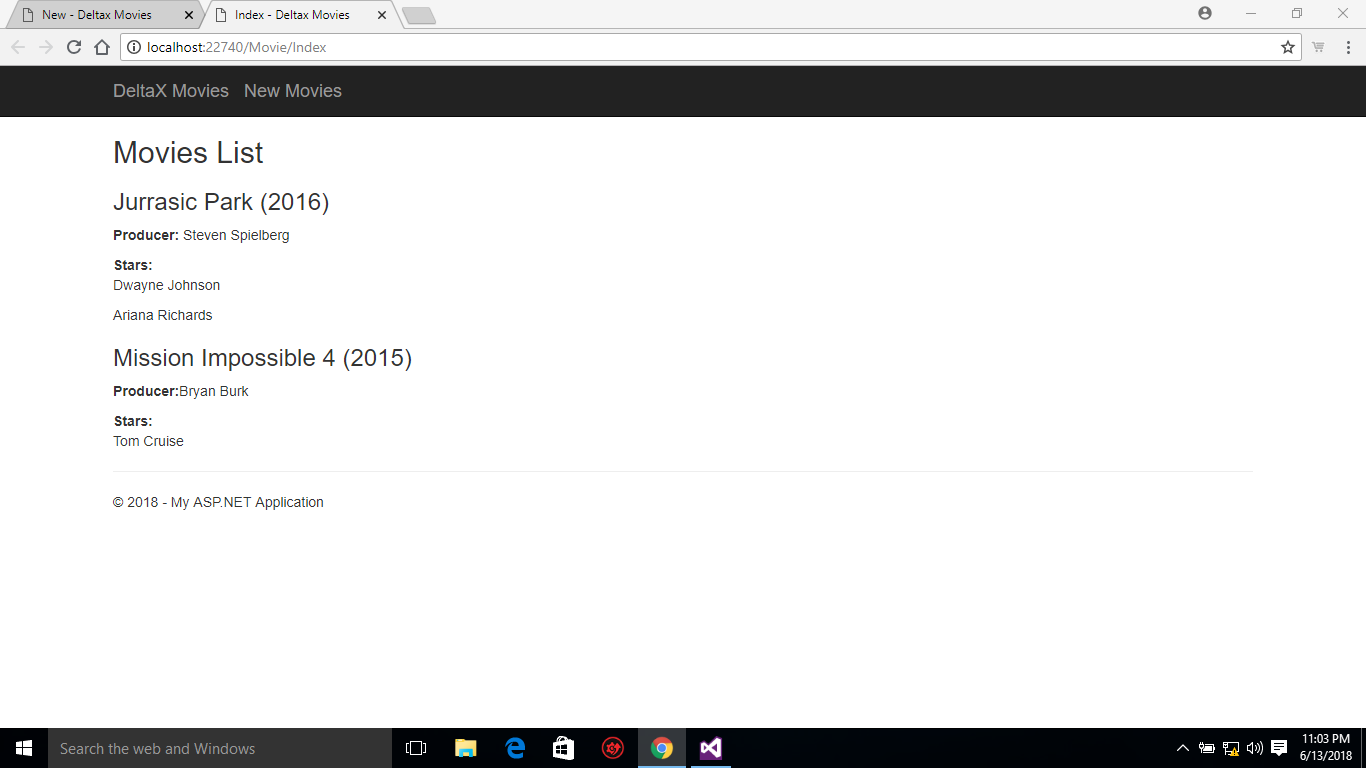 New - Deltax Movies
Index - Deltax Movies
localhost:22740/Movie/Index
DeltaX Movies New Movies
Movies List
Jurrasic Park (2016)
Producer: Steven Spielberg
Stars:
Dwayne Johnson
Ariana Richards
Mission Impossible 4 (2015)
Producer:Bryan Burk
Stars:
Tom Cruise
© 2018 - My ASP.NET Application
Search the web and Windows
11:03 PM
6/13/2018